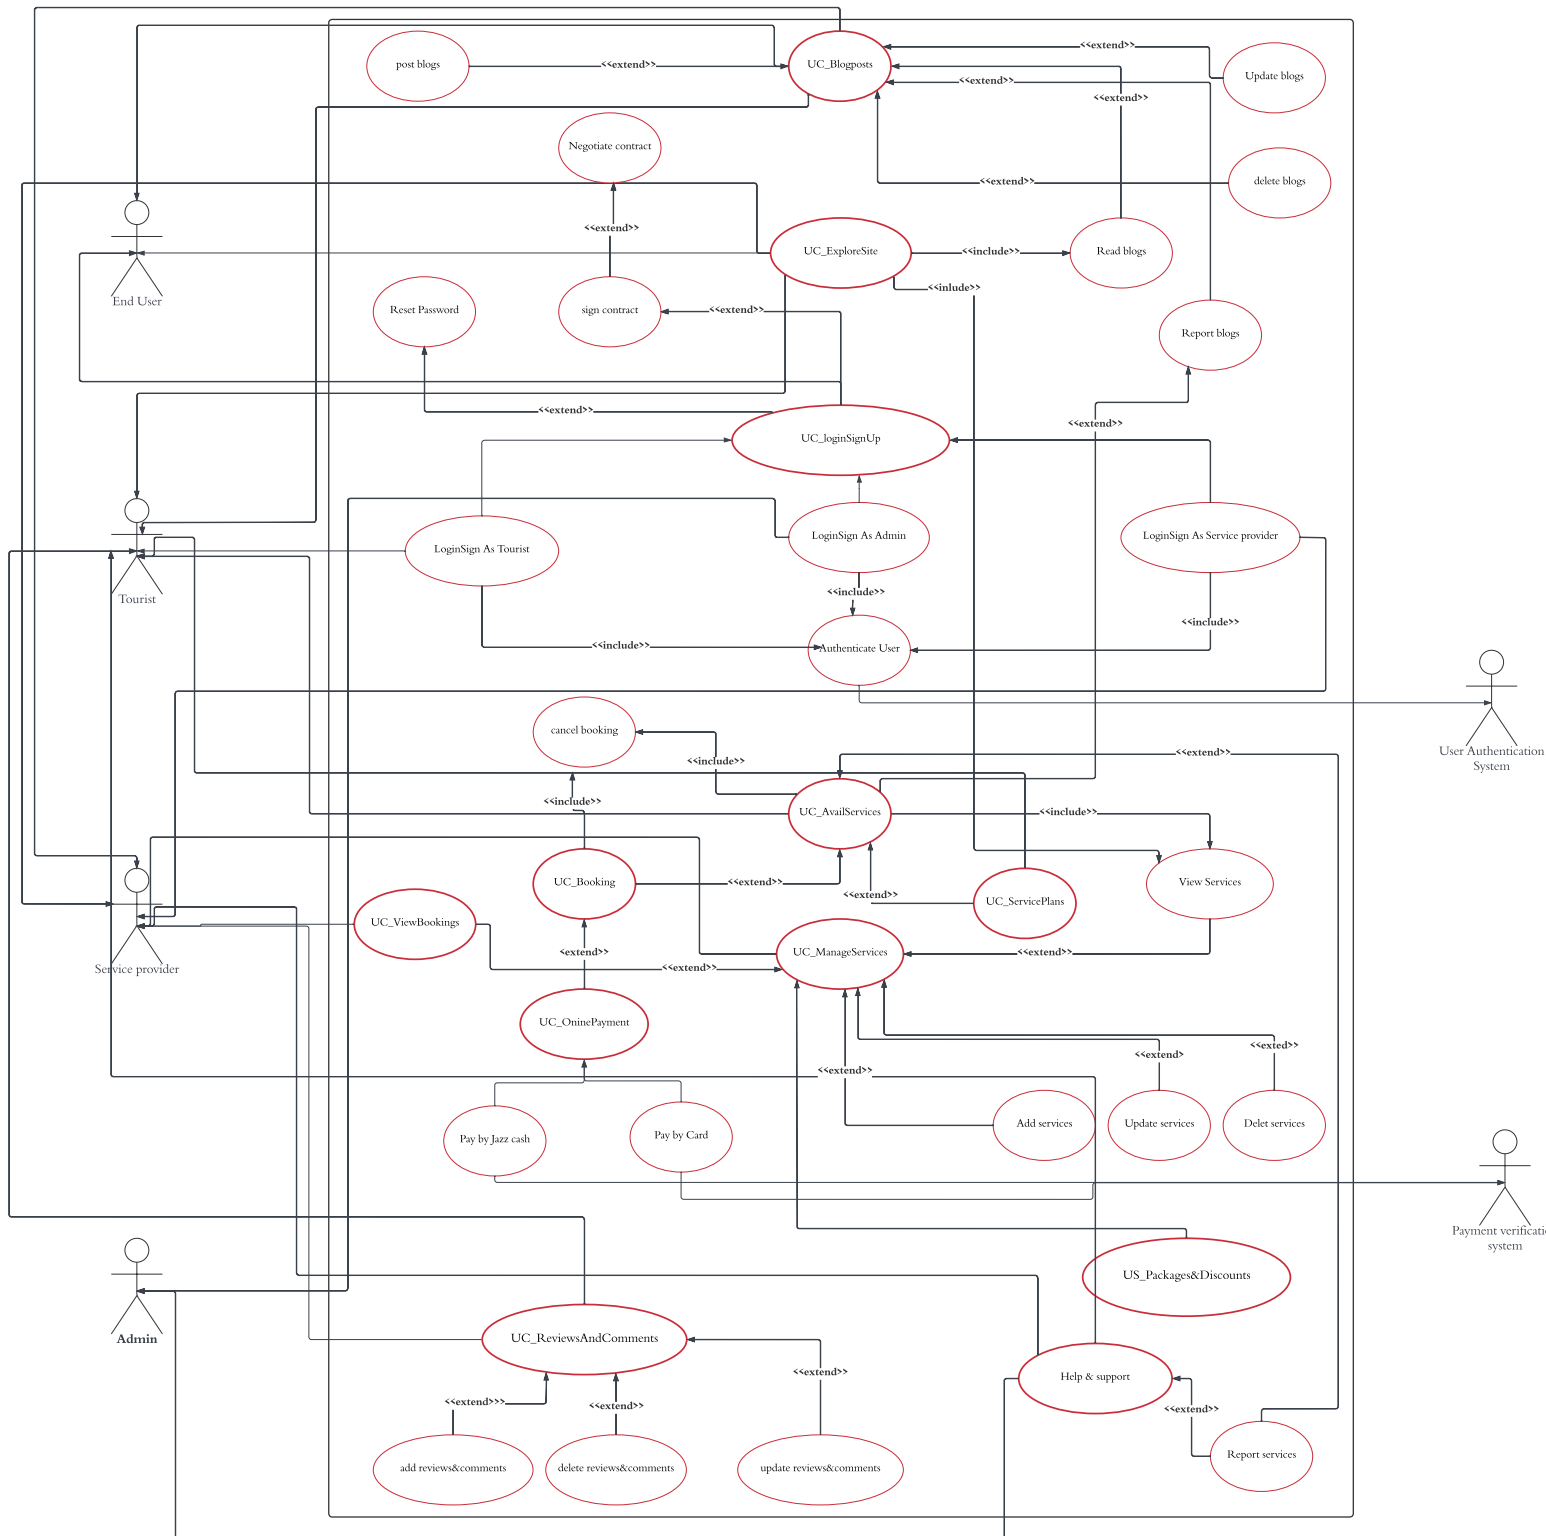 <<extend>>
UC_Blogposts
post blogs
<<extend>>
Update blogs
<<extend>>
<<extend>>
Negotiate contract
<<extend>>
delete blogs
<<extend>>
UC_ExploreSite
<<include>>
Read blogs
End User
<<inlude>>
Reset Password
sign contract
<<extend>>
Report blogs
<<extend>>
<<extend>>
UC_loginSignUp
LoginSign As Tourist
LoginSign As Admin
LoginSign As Service provider
Tourist
<<include>>
<<include>>
<<include>>
Authenticate User
cancel booking
<<include>>
<<extend>>
User Authentication
System
<<include>>
UC_AvailServices
<<include>>
UC_Booking
<<extend>>
<<extend>>
View Services
UC_ServicePlans
UC_ViewBookings
<extend>>
UC_ManageServices
<<extend>>
Service provider
<<extend>>
UC_OninePayment
<<exted>>
<<extend>
<<extend>>
Pay by Jazz cash
Pay by Card
Add services
Update services
Delet services
Payment verificati
system
US_Packages&Discounts
Admin
UC_ReviewsAndComments
<<extend>>
Help & support
<<extend>>>
<<extend>>
<<extend>>
add reviews&comments
delete reviews&comments
update reviews&comments
Report services